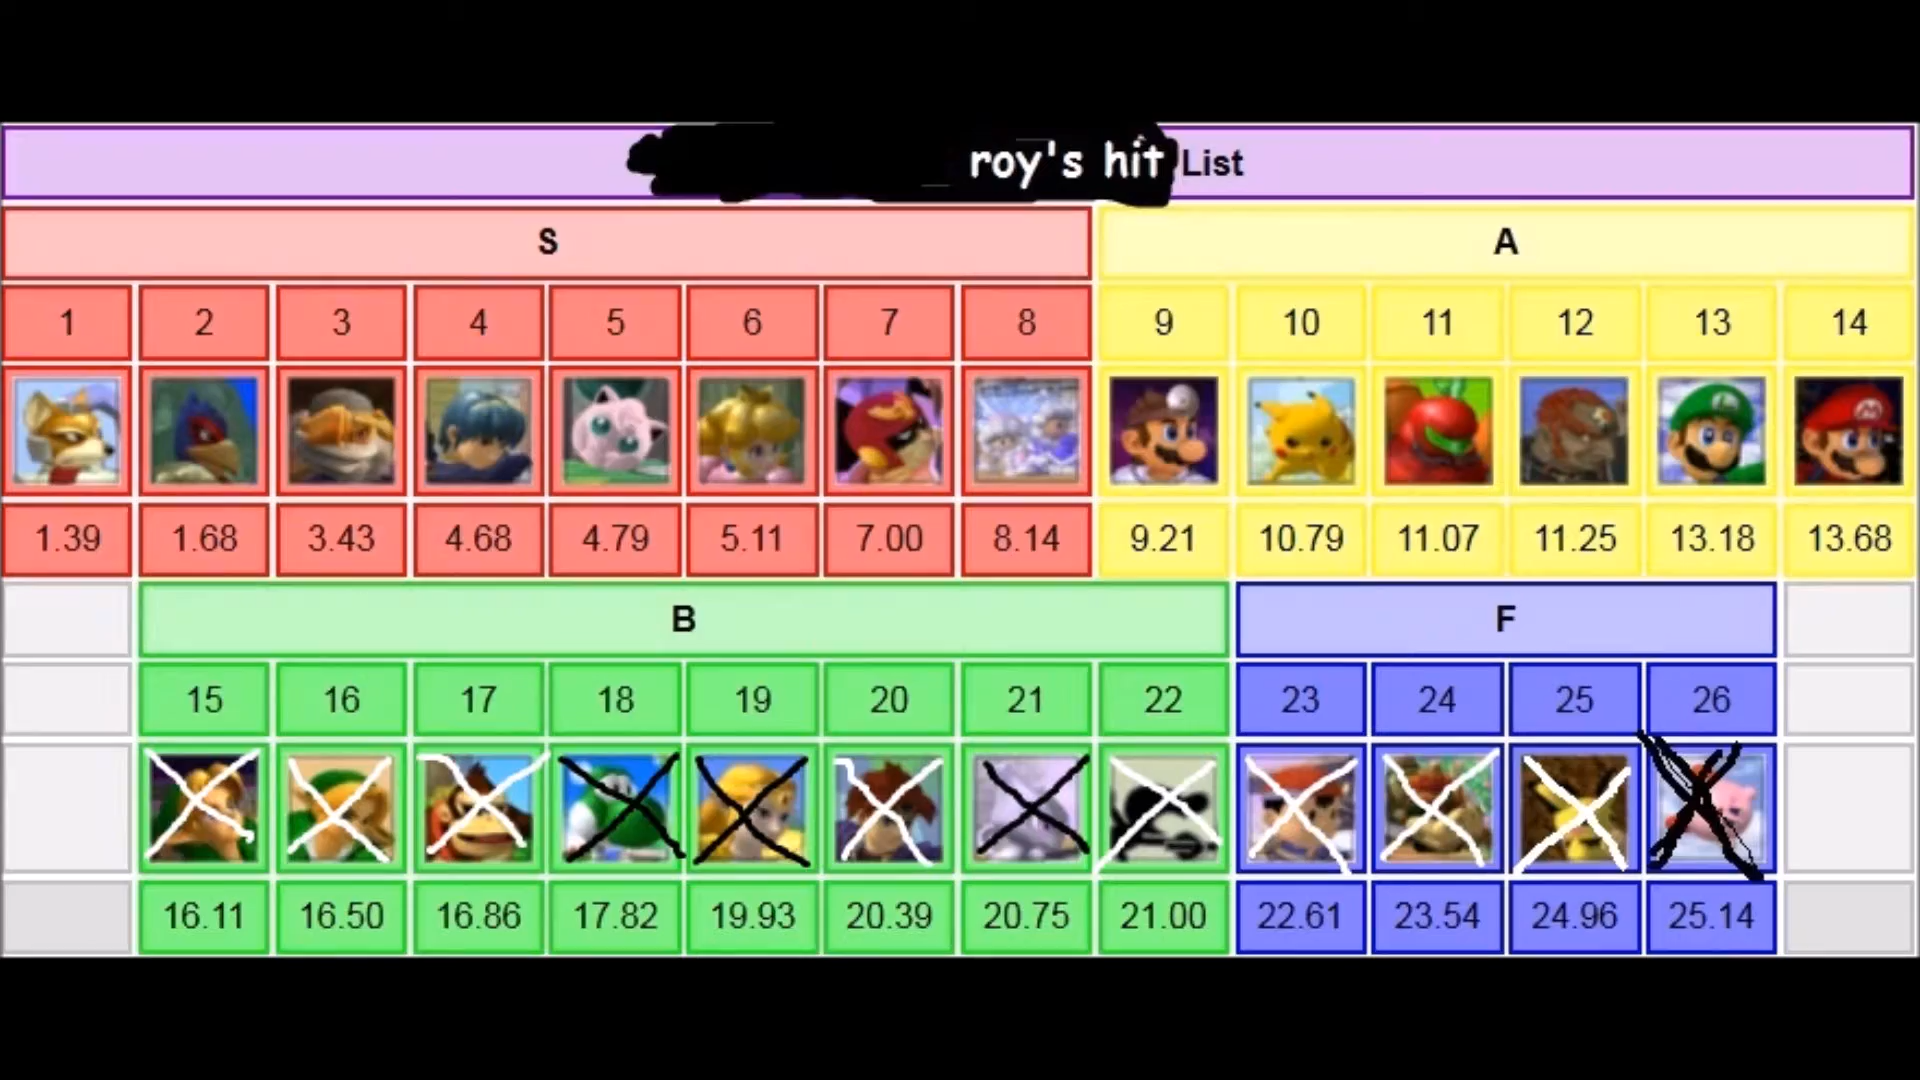 roy's hit List
S A
1 2 3 4 5 6 7 8 9 10 11 12 13 14
1.39 1.68 3.43 4.68 4.79 5.11 7.00 8.14 9.21 10.79 11.07 11.25 13.18 13.68
B F
15 16 17 18 19 20 21 22 23 24 25 26
16.11 16.50 16.86 17.82 19.93 20.39 20.75 21.00 22.61 23.54 24.96 25.14